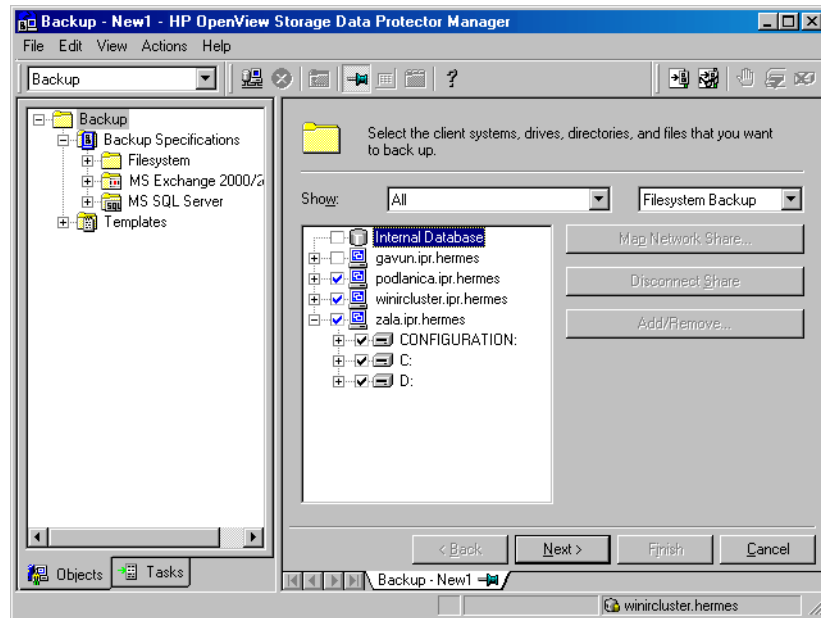 Backup - New1 - HP OpenView Storage Data Protector Manager
File Edit View Actions Help
Backup
?
Backup
Backup Specifications
Filesystem
MS Exchange 2000/2
MS SQL Server
Templates
Select the client systems, drives, directories, and files that you want
to back up.
Show: All Filesystem Backup
Internal Database
gavun.ipr.hermes
podlanica.ipr.hermes
winircluster.ipr.hermes
zala.ipr.hermes
CONFIGURATION:
C:
D:
Map Network Share...
Disconnect Share
Add/Remove...
< Back Next > Finish Cancel
Objects Tasks
Backup - New1
winircluster.hermes